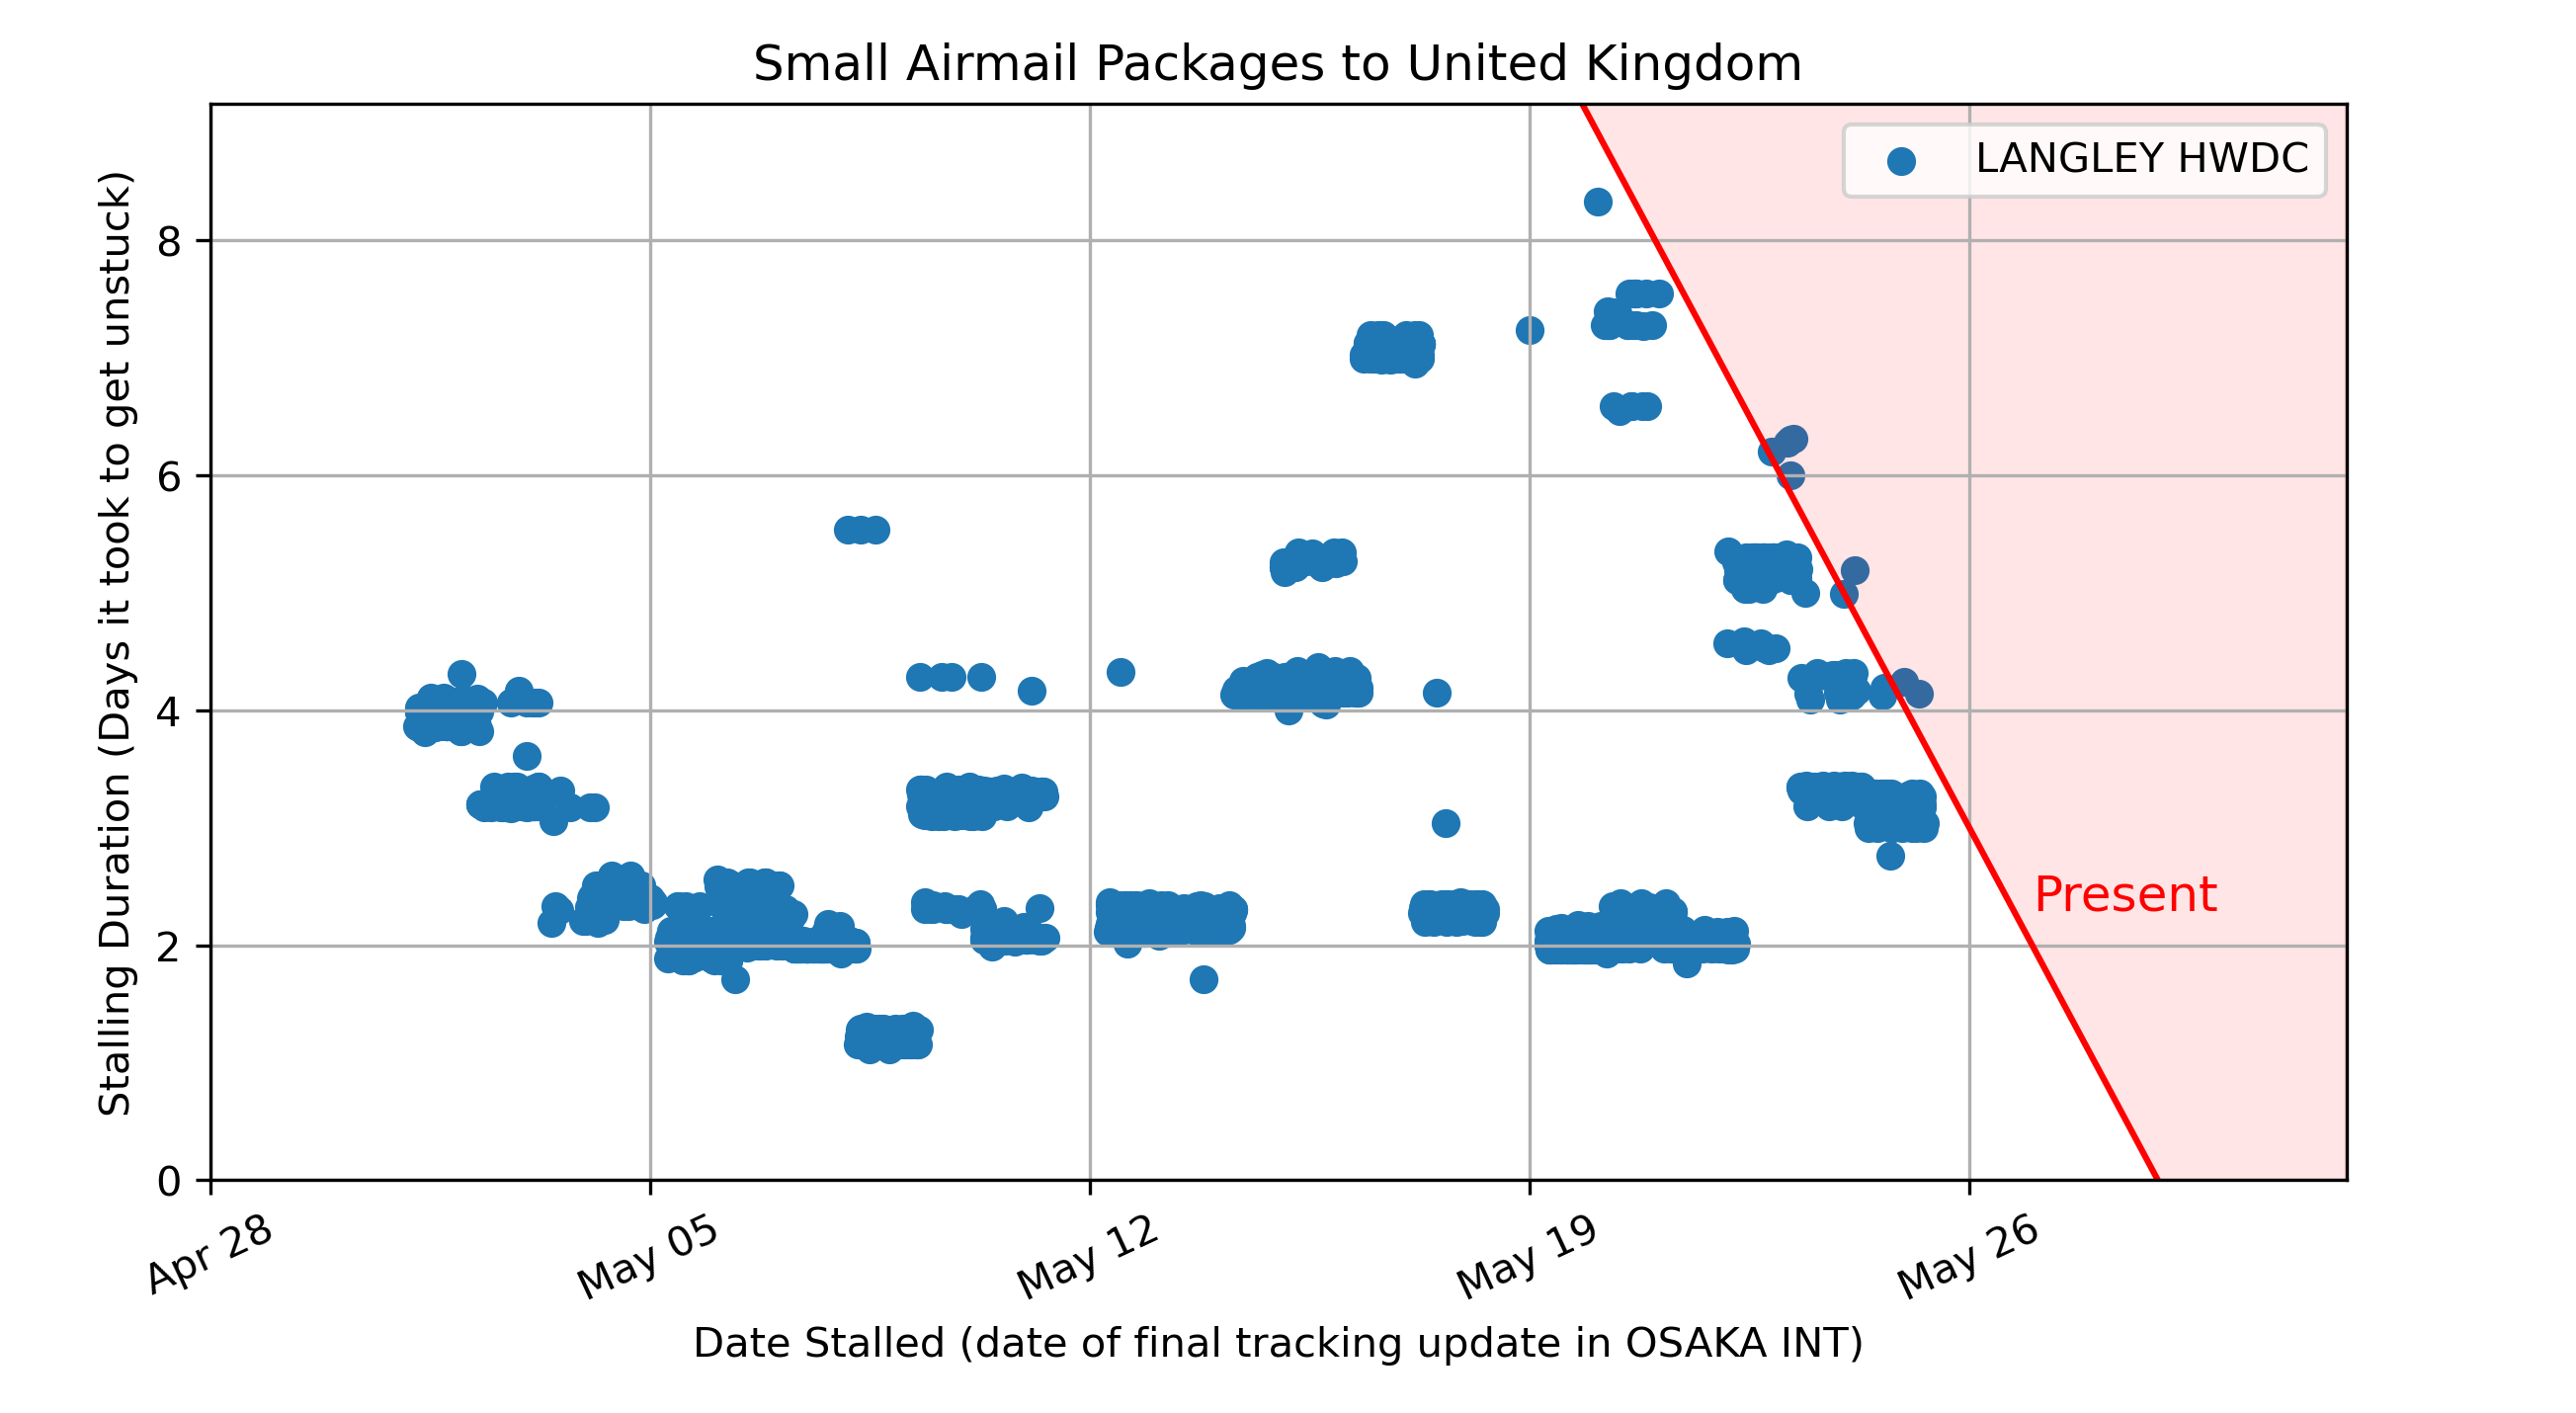 Small Airmail Packages to United Kingdom
LANGLEY HWDC
Stalling Duration (Days it took to get unstuck)
8
6
4
2
0
Present
Apr 28
May 05
May 12
May 19
May 26
Date Stalled (date of final tracking update in OSAKA INT)